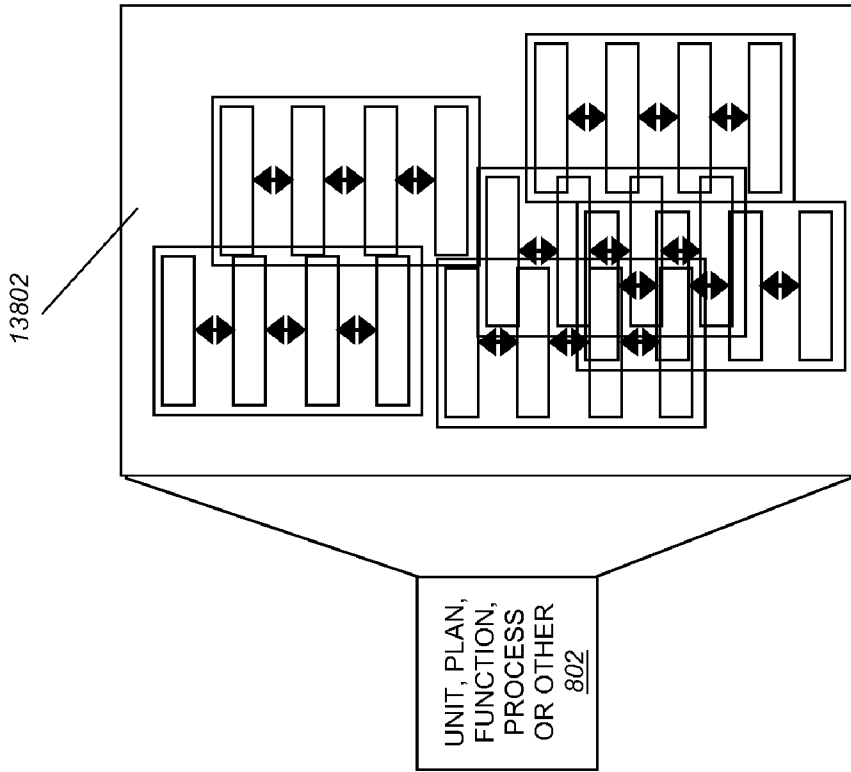 13802
UNIT, PLAN,
FUNCTION,
PROCESS
OR OTHER
802